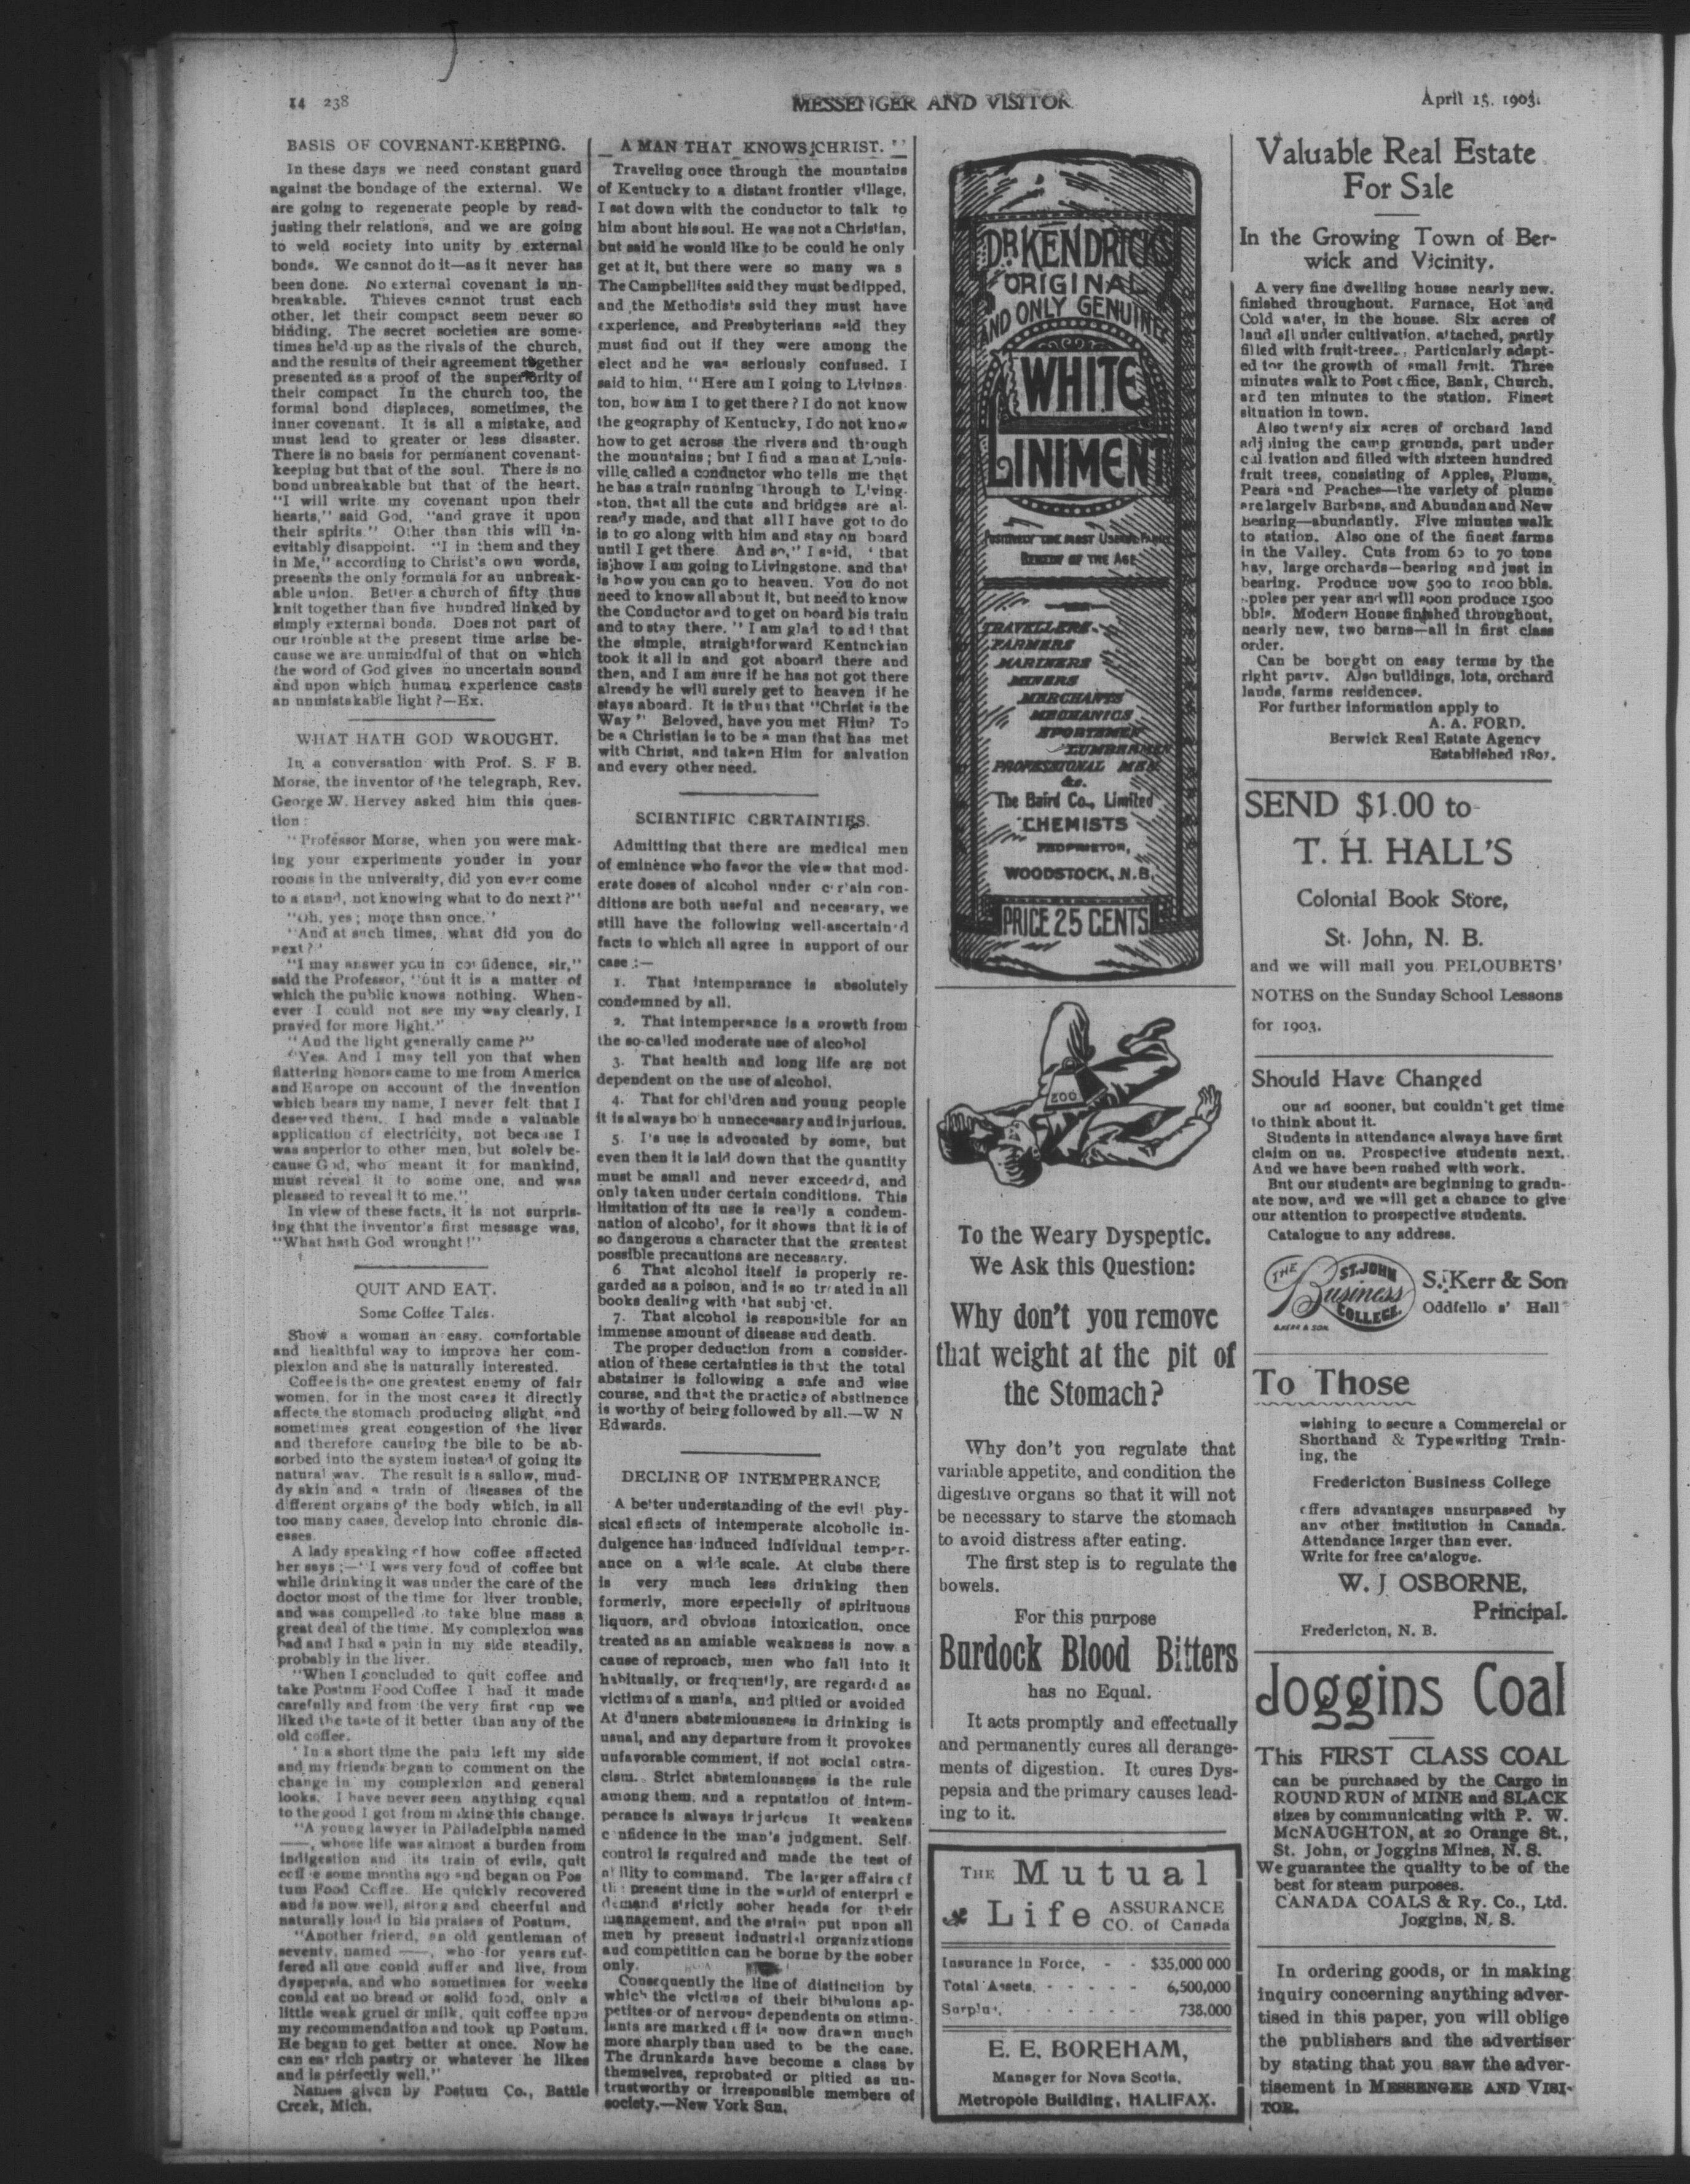 14 238
MESSENGER AND VISITOR
April 15, 1903.
BASIS OF COVENANT-KEEPING.
In these days we need constant guard
against the bondage of the external. We
are going to regenerate people by read-
justing their relations, and we are going
to weld society into unity by external
bonds. We cannot do it—as it never has
been done. No external covenant is un-
breakable. Thieves cannot trust each
other, let their compact seem never so
binding. The secret societies are some-
times held up as the rivals of the church,
and the results of their agreement together
presented as a proof of the superiority of
their compact In the church too, the
formal bond displaces, sometimes, the
inner covenant. It is all a mistake, and
must lead to greater or less disaster.
There is no basis for permanent covenant-
keeping but that of the soul. There is no
bond unbreakable but that of the heart.
"I will write my covenant upon their
hearts," said God, "and grave it upon
their spirits." Other than this will in-
evitably disappoint. "I in them and they
in Me," according to Christ's own words,
presents the only formula for an unbreak-
able union. Better a church of fifty thus
knit together than five hundred linked by
simply external bonds. Does not part of
our trouble at the present time arise be-
cause we are unmindful of that on which
the word of God gives no uncertain sound
and upon which human experience casts
an unmistakable light?—Ex.
WHAT HATH GOD WROUGHT.
In a conversation with Prof. S. F B.
Morse, the inventor of the telegraph, Rev.
George W. Hervey asked him this ques-
tion:
"Professor Morse, when you were mak-
ing your experiments yonder in your
rooms in the university, did you ever come
to a stand, not knowing what to do next?"
"Oh, yes; more than once."
"And at such times, what did you do
next?"
"I may answer you in confidence, sir,"
said the Professor, "but it is a matter of
which the public knows nothing. When-
ever I could not see my way clearly, I
prayed for more light."
"And the light generally came?"
"Yes. And I may tell you that when
flattering honors came to me from America
and Europe on account of the invention
which bears my name, I never felt that I
deserved them. I had made a valuable
application of electricity, not because I
was superior to other men, but solely be-
cause God, who meant it for mankind,
must reveal it to some one, and was
pleased to reveal it to me."
In view of these facts, it is not surpris-
ing that the inventor's first message was,
"What hath God wrought!"
QUIT AND EAT.
Some Coffee Tales.
Show a woman an easy, comfortable
and healthful way to improve her com-
plexion and she is naturally interested.
Coffee is the one greatest enemy of fair
women, for in the most cases it directly
affects the stomach producing slight, and
sometimes great congestion of the liver
and therefore causing the bile to be ab-
sorbed into the system instead of going its
natural way. The result is a sallow, mud-
dy skin and a train of diseases of the
different organs of the body which, in all
too many cases, develop into chronic dis-
eases.
A lady speaking of how coffee affected
her says:—"I was very fond of coffee but
while drinking it was under the care of the
doctor most of the time for liver trouble,
and was compelled to take blue mass a
great deal of the time. My complexion was
bad and I had a pain in my side steadily,
probably in the liver.
"When I concluded to quit coffee and
take Postum Food Coffee I had it made
carefully and from the very first cup we
liked the taste of it better than any of the
old coffee.
"In a short time the pain left my side
and my friends began to comment on the
change in my complexion and general
looks. I have never seen anything equal
to the good I got from making this change.
"A young lawyer in Philadelphia named
——, whose life was almost a burden from
indigestion and its train of evils, quit
coffee some months ago and began on Pos
tum Food Coffee. He quickly recovered
and is now well, strong and cheerful and
naturally loud in his praises of Postum.
"Another friend, an old gentleman of
seventy, named ——, who for years suf-
fered all one could suffer and live, from
dyspepsia, and who sometimes for weeks
could eat no bread or solid food, only a
little weak gruel or milk, quit coffee upon
my recommendation and took up Postum.
He began to get better at once. Now he
can eat rich pastry or whatever he likes
and is perfectly well."
Names given by Postum Co., Battle
Creek, Mich.
A MAN THAT KNOWS CHRIST.
Traveling once through the mountains
of Kentucky to a distant frontier village,
I sat down with the conductor to talk to
him about his soul. He was not a Christian,
but said he would like to be could he only
get at it, but there were so many wa s
The Campbellites said they must be dipped,
and the Methodists said they must have
experience, and Presbyterians said they
must find out if they were among the
elect and he was seriously confused. I
said to him, "Here am I going to Livings-
ton, how am I to get there? I do not know
the geography of Kentucky, I do not know
how to get across the rivers and through
the mountains; but I find a man at Louis-
ville, called a conductor who tells me that
he has a train running through to Living-
ston, that all the cuts and bridges are al-
ready made, and that all I have got to do
is to go along with him and stay on board
until I get there. And so," I said, "that
is how I am going to Livingstone, and that
is how you can go to heaven. You do not
need to know all about it, but need to know
the Conductor and to get on board his train
and to stay there." I am glad to add that
the simple, straightforward Kentuckian
took it all in and got aboard there and
then, and I am sure if he has not got there
already he will surely get to heaven if he
stays aboard. It is thus that "Christ is the
Way" Beloved, have you met Him? To
be a Christian is to be a man that has met
with Christ, and taken Him for salvation
and every other need.
SCIENTIFIC CERTAINTIES.
Admitting that there are medical men
of eminence who favor the view that mod-
erate doses of alcohol under certain con-
ditions are both useful and necessary, we
still have the following well-ascertained
facts to which all agree in support of our
case:—
1. That intemperance is absolutely
condemned by all.
2. That intemperance is a growth from
the so-called moderate use of alcohol
3. That health and long life are not
dependent on the use of alcohol.
4. That for children and young people
it is always both unnecessary and injurious.
5. I's use is advocated by some, but
even then it is laid down that the quantity
must be small and never exceeded, and
only taken under certain conditions. This
limitation of its use is really a condem-
nation of alcohol, for it shows that it is of
so dangerous a character that the greatest
possible precautions are necessary.
6 That alcohol itself is properly re-
garded as a poison, and is so treated in all
books dealing with that subject.
7. That alcohol is responsible for an
immense amount of disease and death.
The proper deduction from a consider-
ation of these certainties is that the total
abstainer is following a safe and wise
course, and that the practice of abstinence
is worthy of being followed by all.—W N
Edwards.
DECLINE OF INTEMPERANCE
A better understanding of the evil phy-
sical effects of intemperate alcoholic in-
dulgence has induced individual temper-
ance on a wide scale. At clubs there
is very much less drinking then
formerly, more especially of spirituous
liquors, and obvious intoxication, once
treated as an amiable weakness is now a
cause of reproach, men who fall into it
habitually, or frequently, are regarded as
victims of a mania, and pitied or avoided
At dinners abstemiousness in drinking is
usual, and any departure from it provokes
unfavorable comment, if not social ostra-
cism. Strict abstemiousness is the rule
among them, and a reputation of intem-
perance is always injurious It weakens
c nfidence in the man's judgment. Self-
control is required and made the test of
ability to command. The larger affairs of
the present time in the world of enterpri e
demand strictly sober heads for their
management, and the strain put upon all
men by present industrial organizations
and competition can be borne by the sober
only.
Consequently the line of distinction by
which the victims of their bibulous ap-
petites or of nervous dependents on stimu-
lants are marked off is now drawn much
more sharply than used to be the case.
The drunkards have become a class by
themselves, reprobated or pitied as un-
trustworthy or irresponsible members of
society.—New York Sun.
DR. KENDRICK'S
ORIGINAL
AND ONLY GENUINE
WHITE
LINIMENT
POSITIVELY THE MOST USEFUL FAMILY
REMEDY OF THE AGE
TRAVELLERS
FARMERS
MARINERS
MINERS
MERCHANTS
MECHANICS
SPORTSMEN
LUMBERMEN
PROFESSIONAL MEN
&c.
The Baird Co., Limited
CHEMISTS
PROPRIETOR,
WOODSTOCK, N.B.
PRICE 25 CENTS
200
To the Weary Dyspeptic.
We Ask this Question:
Why don't you remove
that weight at the pit of
the Stomach?
Why don't you regulate that
variable appetite, and condition the
digestive organs so that it will not
be necessary to starve the stomach
to avoid distress after eating.
The first step is to regulate the
bowels.
For this purpose
Burdock Blood Bitters
has no Equal.
It acts promptly and effectually
and permanently cures all derange-
ments of digestion. It cures Dys-
pepsia and the primary causes lead-
ing to it.
THE Mutual
Life ASSURANCE
CO. of Canada
Insurance in Force, - - $35,000 000
Total Assets, - - - - - 6,500,000
Surplus, - - - - - - 738,000
E. E. BOREHAM,
Manager for Nova Scotia,
Metropole Building, HALIFAX.
Valuable Real Estate
For Sale
In the Growing Town of Ber-
wick and Vicinity.
A very fine dwelling house nearly new,
finished throughout. Furnace, Hot and
Cold water, in the house. Six acres of
land all under cultivation, attached, partly
filled with fruit-trees. Particularly adapt-
ed for the growth of small fruit. Three
minutes walk to Post office, Bank, Church,
and ten minutes to the station. Finest
situation in town.
Also twenty six acres of orchard land
adjoining the camp grounds, part under
cultivation and filled with sixteen hundred
fruit trees, consisting of Apples, Plums,
Pears and Peaches—the variety of plums
are largely Burbans, and Abundan and New
bearing—abundantly. Five minutes walk
to station. Also one of the finest farms
in the Valley. Cuts from 60 to 70 tons
hay, large orchards—bearing and just in
bearing. Produce now 500 to 1000 bbls.
apples per year and will soon produce 1500
bbls. Modern House finished throughout,
nearly new, two barns—all in first class
order.
Can be borght on easy terms by the
right party. Also buildings, lots, orchard
lands, farms residences.
For further information apply to
A. A. FORD.
Berwick Real Estate Agency
Established 1897.
SEND $1.00 to
T. H. HALL'S
Colonial Book Store,
St. John, N. B.
and we will mail you PELOUBETS'
NOTES on the Sunday School Lessons
for 1903.
Should Have Changed
our ad sooner, but couldn't get time
to think about it.
Students in attendance always have first
claim on us. Prospective students next.
And we have been rushed with work.
But our students are beginning to gradu-
ate now, and we will get a chance to give
our attention to prospective students.
Catalogue to any address.
THE
ST. JOHN
Business
COLLEGE.
S. KERR & SON
S. Kerr & Son
Oddfello s' Hall
To Those
wishing to secure a Commercial or
Shorthand & Typewriting Train-
ing, the
Fredericton Business College
offers advantages unsurpassed by
any other institution in Canada.
Attendance larger than ever.
Write for free catalogue.
W. J OSBORNE,
Principal.
Fredericton, N. B.
Joggins Coal
This FIRST CLASS COAL
can be purchased by the Cargo in
ROUND RUN of MINE and SLACK
sizes by communicating with P. W.
McNAUGHTON, at 20 Orange St.,
St. John, or Joggins Mines, N. S.
We guarantee the quality to be of the
best for steam purposes.
CANADA COALS & Ry. Co., Ltd.
Joggins, N. S.
In ordering goods, or in making
inquiry concerning anything adver-
tised in this paper, you will oblige
the publishers and the advertiser
by stating that you saw the adver-
tisement in MESSENGER AND VISI-
TOR.